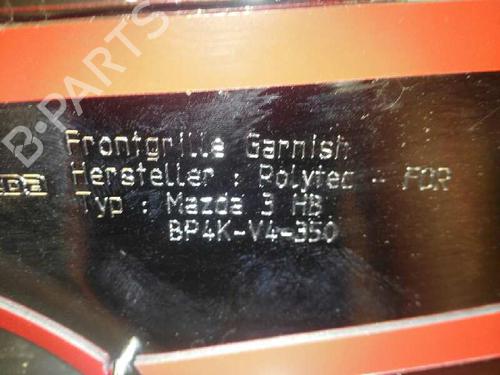 B-PARTS
Frontgrille Garnish
Hersteller : Polytec - FOR
Typ : Mazda 3 HB
BP4K-V4-350